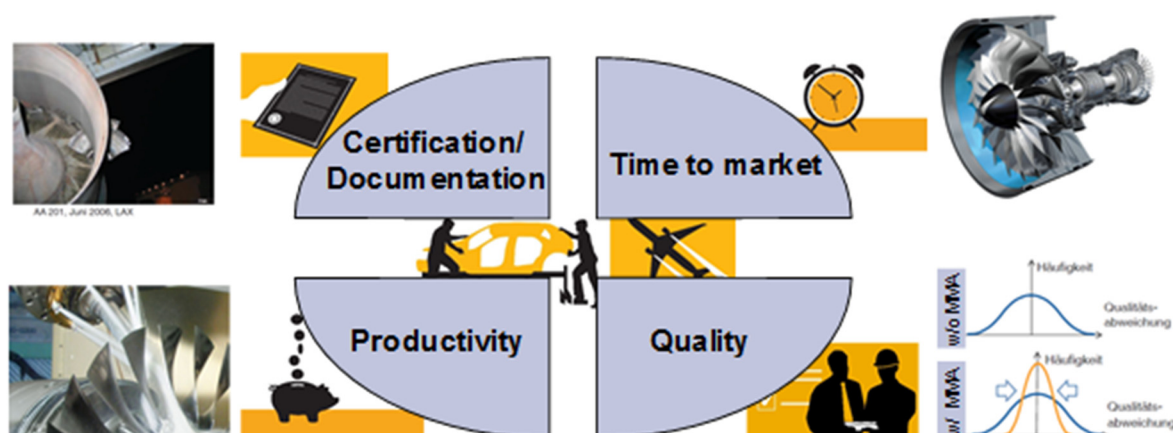 Certification/
Documentation
Time to market
AA 201, Juni 2006, LAX
Productivity
Quality
w/o MMA
Häufigkeit
Qualitäts-
abweichung
w/ MMA
Häufigkeit
Qualitäts-
abweichung